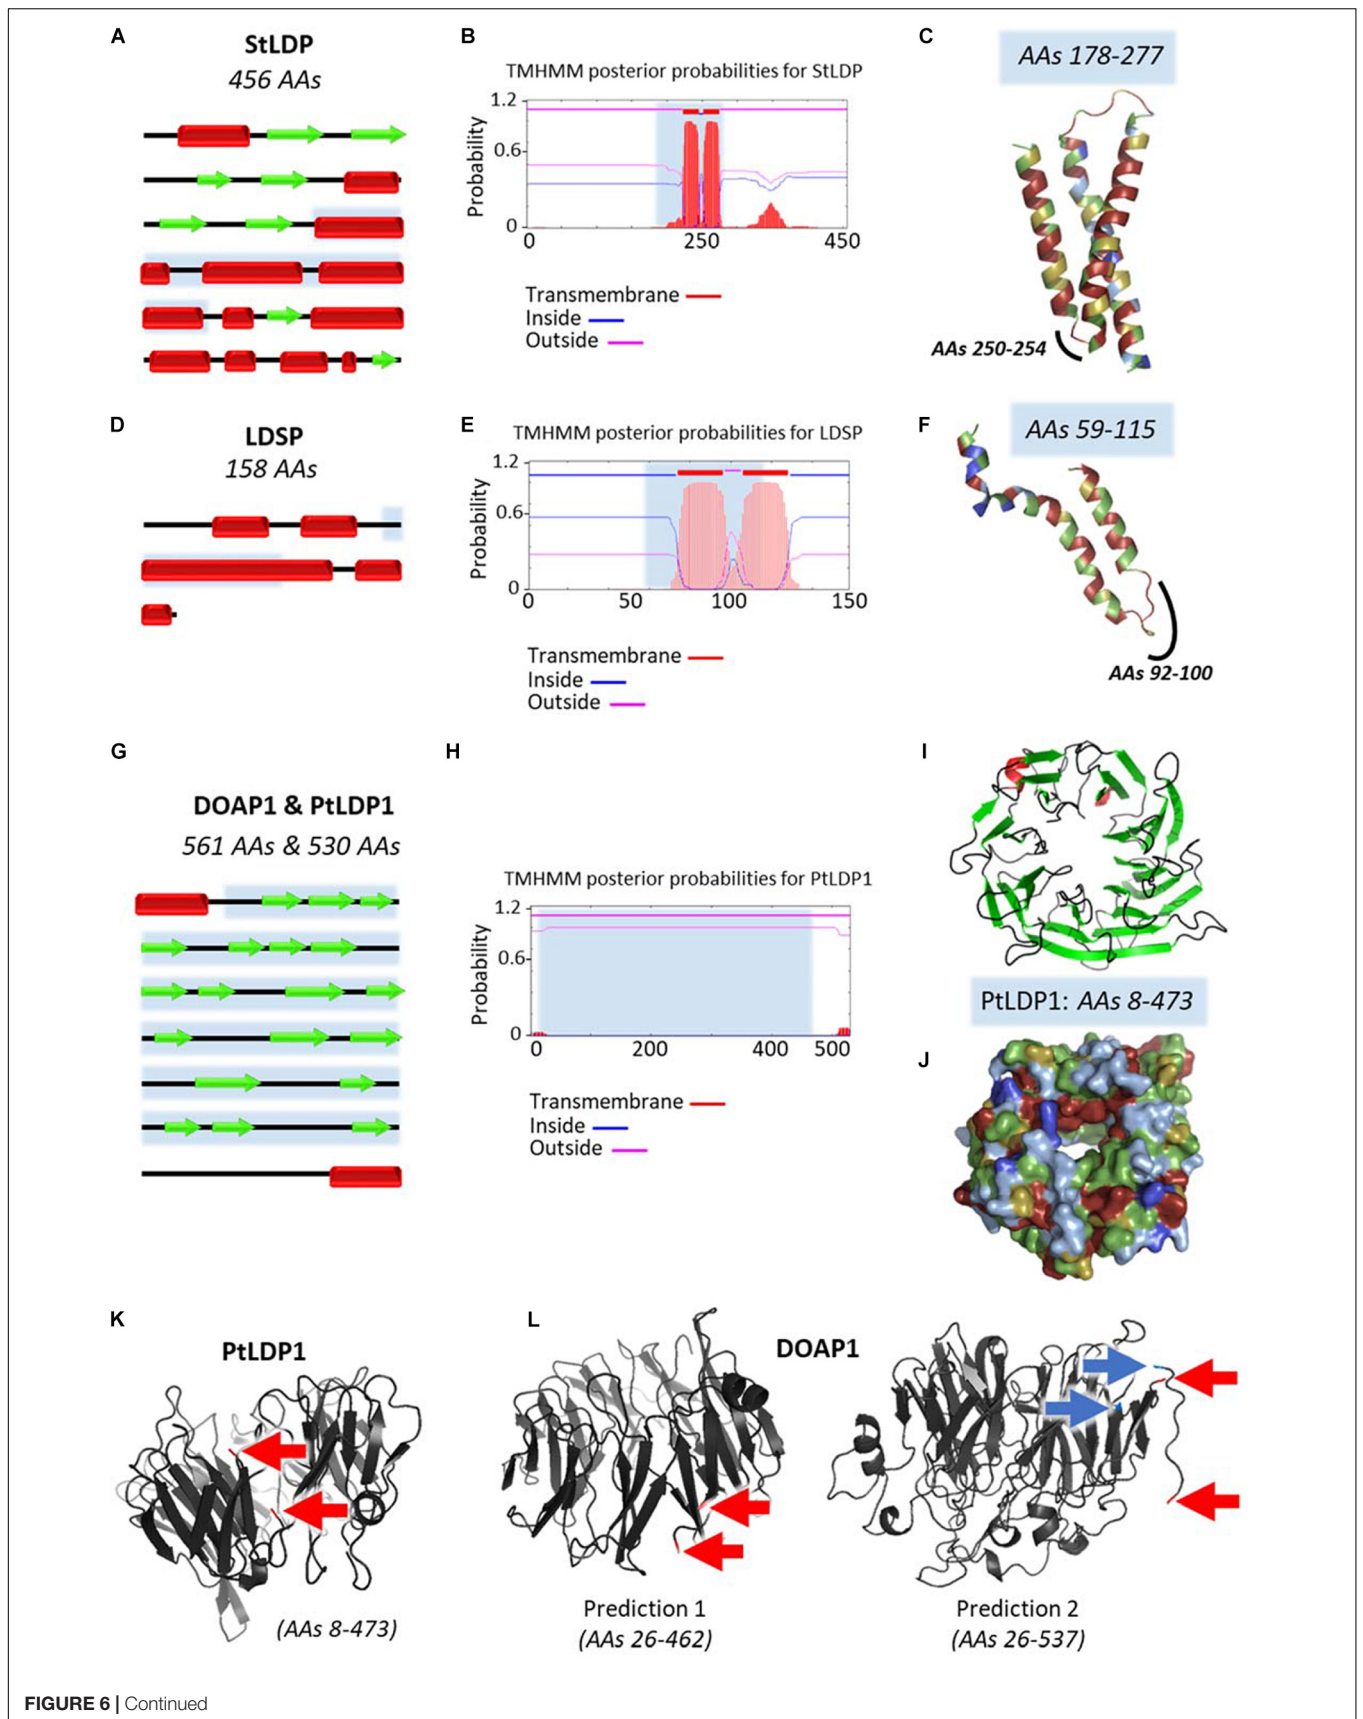 A
StLDP
456 AAs
B
TMHMM posterior probabilities for StLDP
Probability
1.2
0.6
0
0
250
450
Transmembrane
Inside
Outside
C
AAs 178-277
AAs 250-254
D
LDSP
158 AAs
E
TMHMM posterior probabilities for LDSP
Probability
1.2
0.6
0
0
50
100
150
Transmembrane
Inside
Outside
F
AAs 59-115
AAs 92-100
G
DOAP1 & PtLDP1
561 AAs & 530 AAs
H
TMHMM posterior probabilities for PtLDP1
Probability
1.2
0.6
0
0
200
400
500
Transmembrane
Inside
Outside
I
PtLDP1: AAs 8-473
J
K
PtLDP1
(AAs 8-473)
L
DOAP1
Prediction 1
(AAs 26-462)
Prediction 2
(AAs 26-537)
FIGURE 6 | Continued